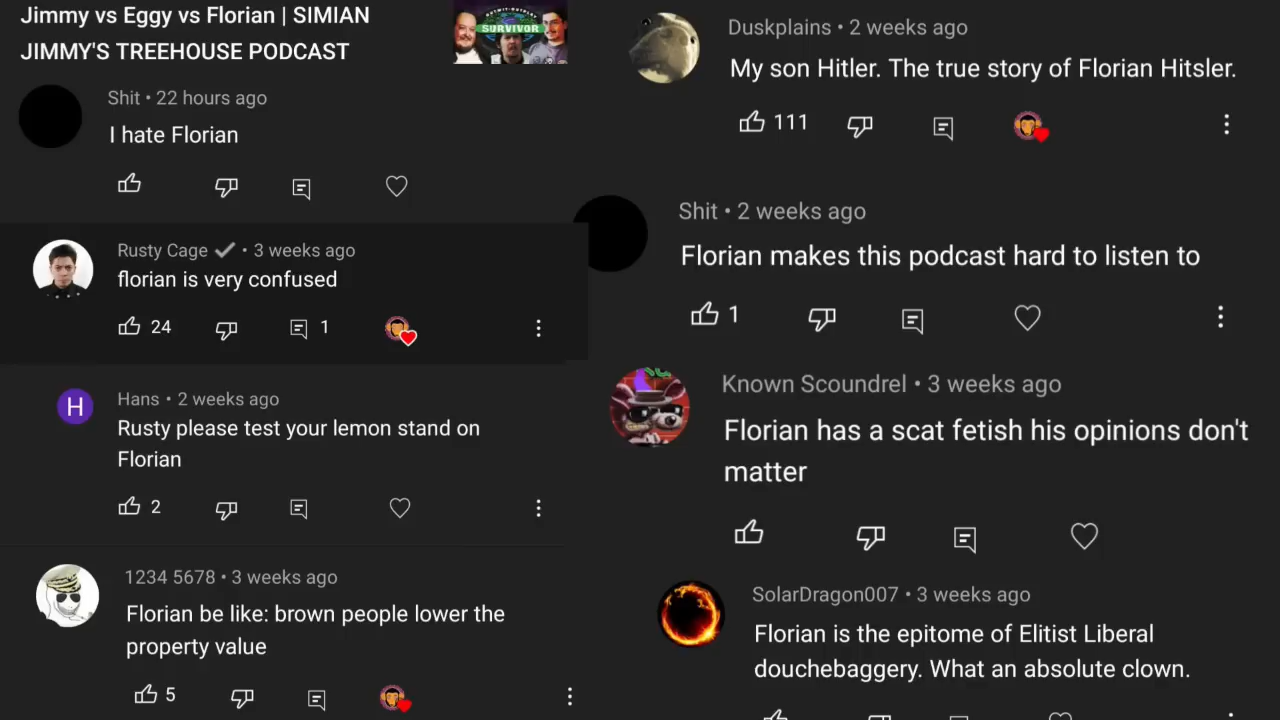 Jimmy vs Eggy vs Florian | SIMIAN
JIMMY'S TREEHOUSE PODCAST
SURVIVOR
Shit • 22 hours ago
I hate Florian
Rusty Cage ✓ • 3 weeks ago
florian is very confused
24
1
H
Hans • 2 weeks ago
Rusty please test your lemon stand on
Florian
2
1234 5678 • 3 weeks ago
Florian be like: brown people lower the
property value
5
Duskplains • 2 weeks ago
My son Hitler. The true story of Florian Hitsler.
111
Shit • 2 weeks ago
Florian makes this podcast hard to listen to
1
Known Scoundrel • 3 weeks ago
Florian has a scat fetish his opinions don't
matter
SolarDragon007 • 3 weeks ago
Florian is the epitome of Elitist Liberal
douchebaggery. What an absolute clown.